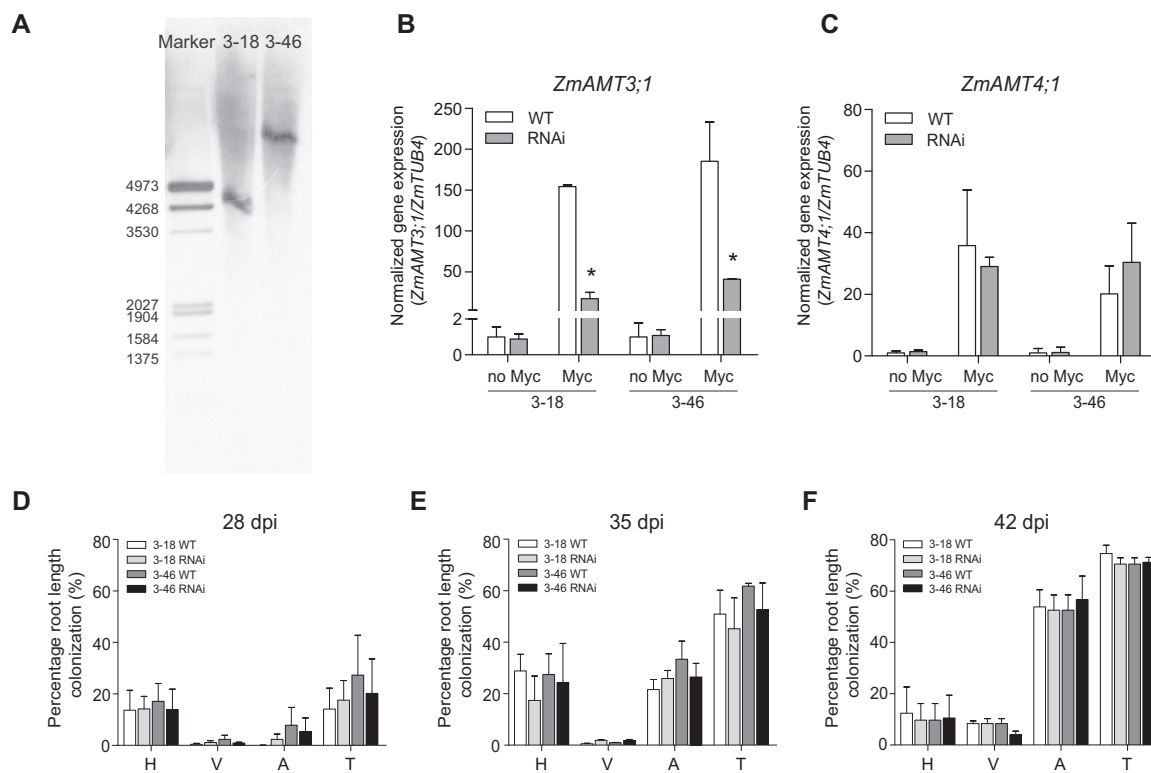 A
Marker 3-18 3-46
4973
4268
3530
2027
1904
1584
1375
B
ZmAMT3;1
WT
RNAi
Normalized gene expression
(ZmAMT3;1/ZmTUB4)
250
200
150
100
50
2
0
*
*
no Myc Myc no Myc Myc
3-18 3-46
C
ZmAMT4;1
WT
RNAi
Normalized gene expression
(ZmAMT4;1/ZmTUB4)
80
60
40
20
0
no Myc Myc no Myc Myc
3-18 3-46
D
28 dpi
3-18 WT
3-18 RNAi
3-46 WT
3-46 RNAi
Percentage root length
colonization (%)
80
60
40
20
0
H V A T
E
35 dpi
3-18 WT
3-18 RNAi
3-46 WT
3-46 RNAi
Percentage root length
colonization (%)
80
60
40
20
0
H V A T
F
42 dpi
3-18 WT
3-18 RNAi
3-46 WT
3-46 RNAi
Percentage root length
colonization (%)
80
60
40
20
0
H V A T